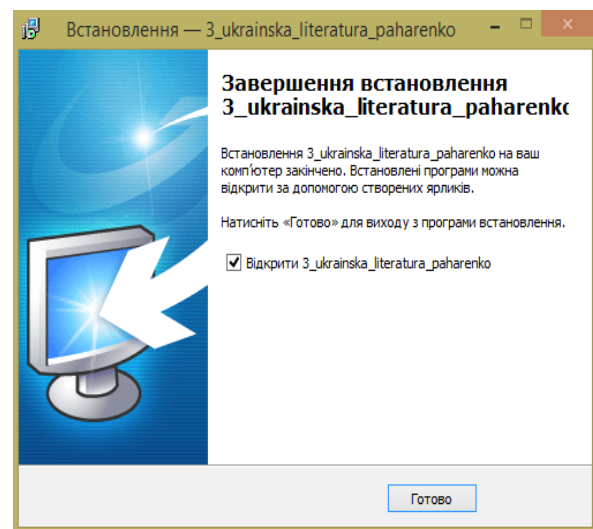 Встановлення — 3_ukrainska_literatura_paharenko
Завершення встановлення
3_ukrainska_literatura_paharenko
Встановлення 3_ukrainska_literatura_paharenko на ваш
комп'ютер закінчено. Встановлені програми можна
відкрити за допомогою створених ярликів.
Натисніть «Готово» для виходу з програми встановлення.
Відкрити 3_ukrainska_literatura_paharenko
Готово